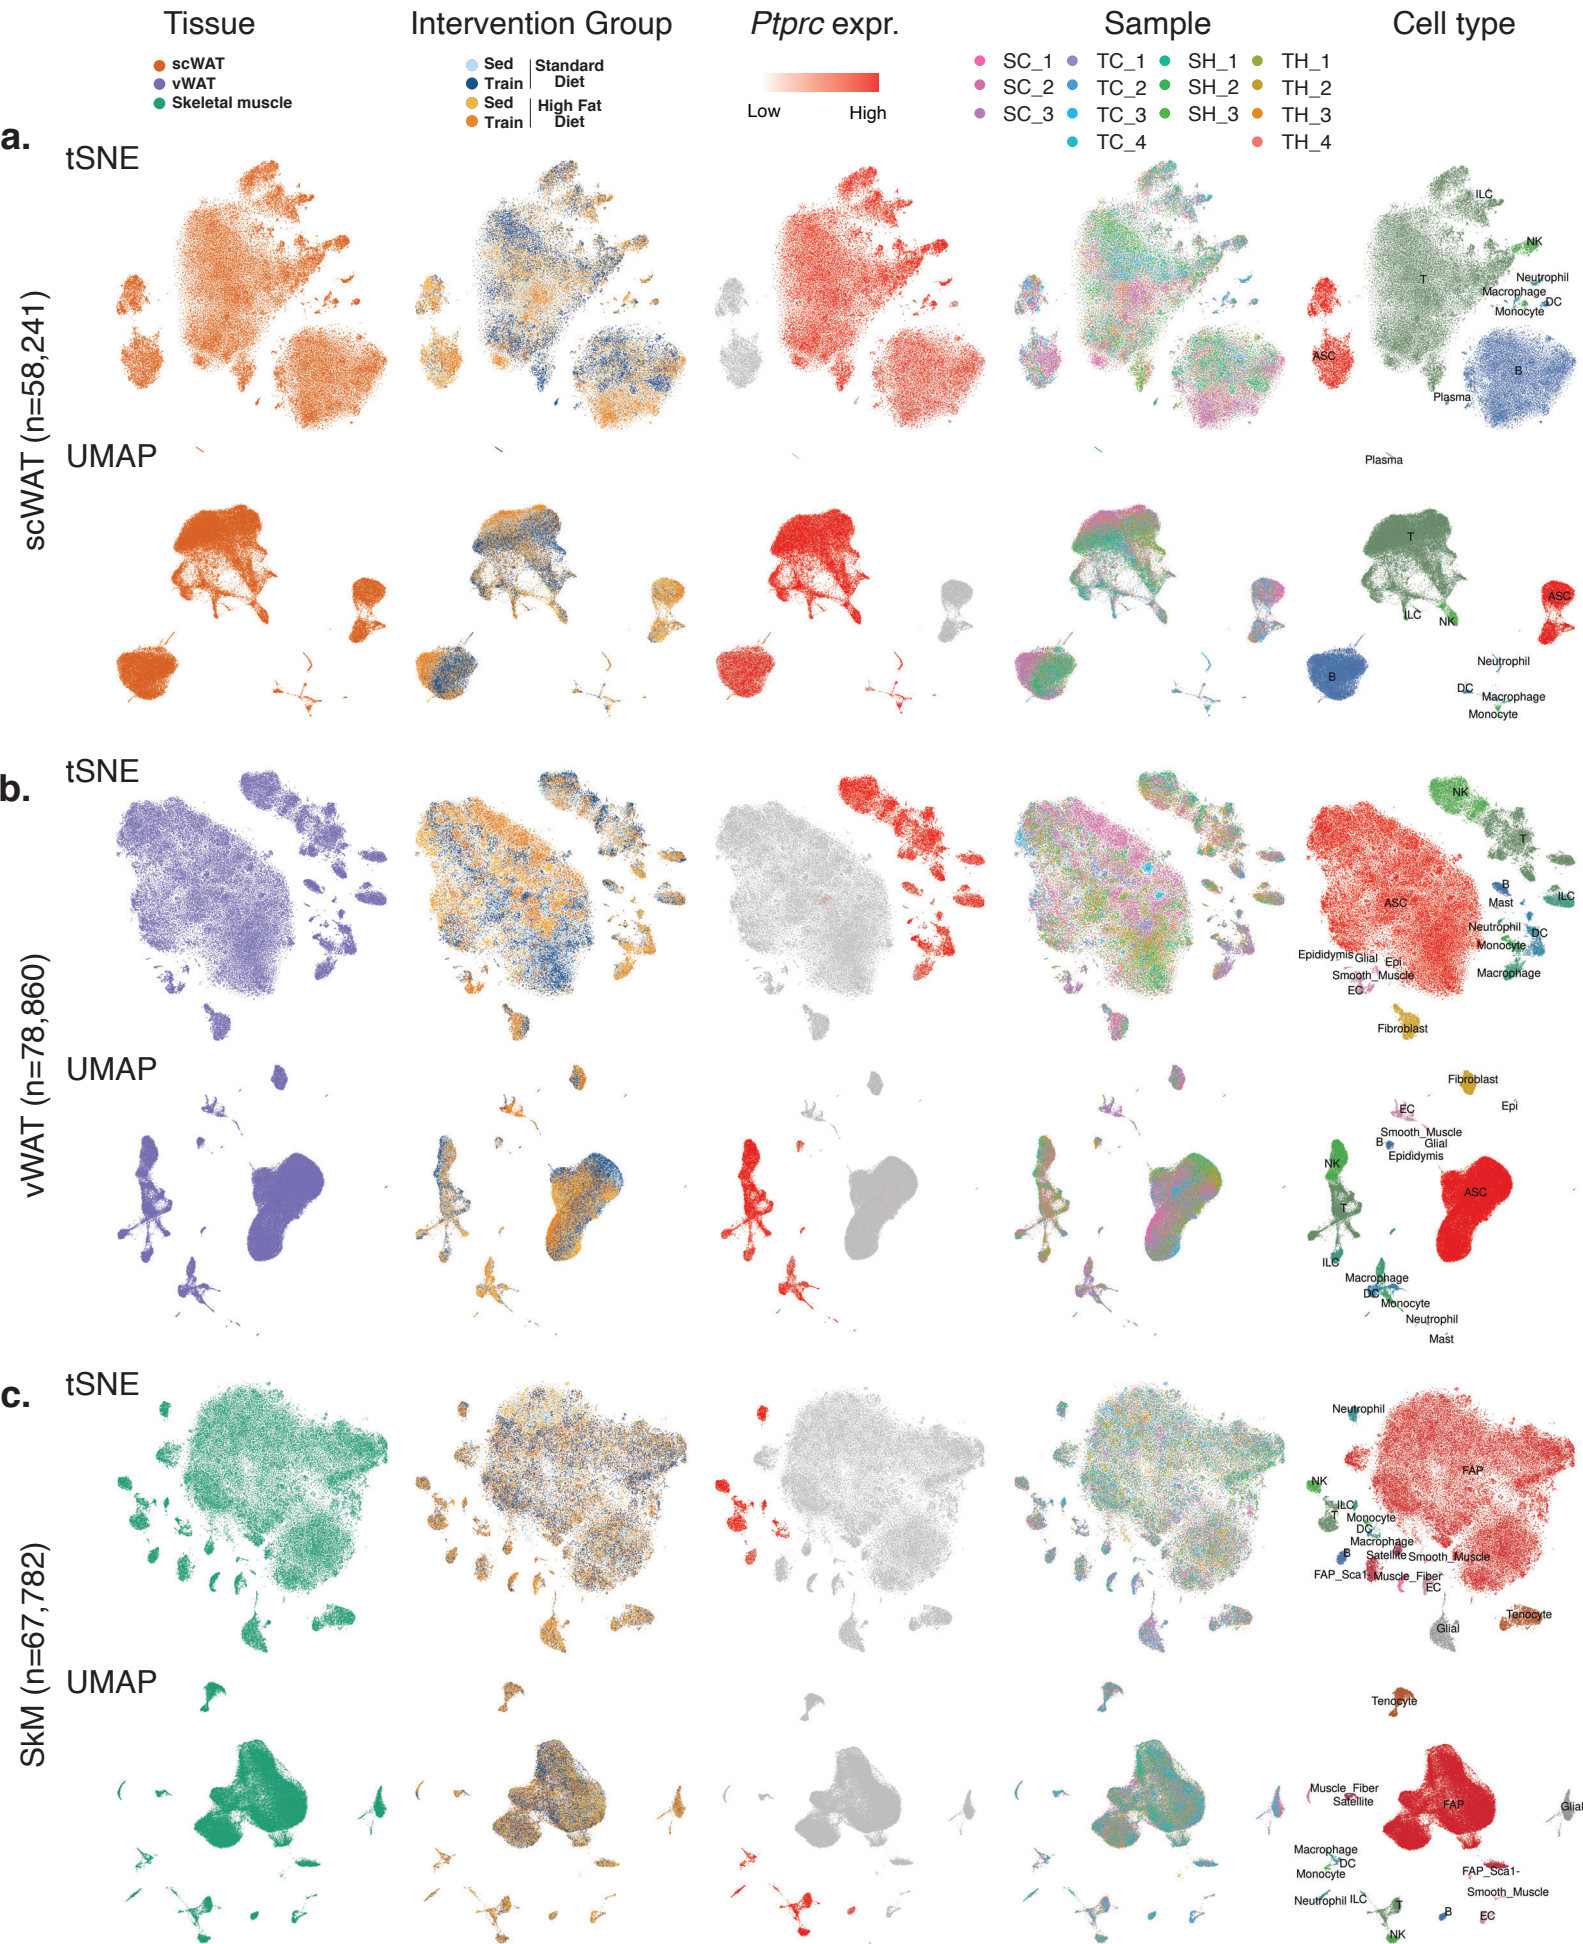 Tissue
Intervention Group
Ptprc expr.
Sample
Cell type
scWAT
vWAT
Skeletal muscle
Sed
Train
Standard
Diet
Sed
Train
High Fat
Diet
Low
High
SC_1
TC_1
SH_1
TH_1
SC_2
TC_2
SH_2
TH_2
SC_3
TC_3
SH_3
TH_3
TC_4
TH_4
a.
tSNE
scWAT (n=58,241)
ILC
NK
T
Neutrophil
Macrophage
DC
Monocyte
ASC
B
Plasma
UMAP
Plasma
T
ASC
ILC
NK
Neutrophil
B
DC
Macrophage
Monocyte
b.
tSNE
vWAT (n=78,860)
NK
T
B
ILC
Mast
ASC
Neutrophil
DC
Monocyte
Epididymis
Glial
Epi
Smooth_Muscle
Macrophage
EC
Fibroblast
UMAP
Fibroblast
EC
Epi
Smooth_Muscle
B
Glial
Epididymis
NK
ASC
T
ILC
Macrophage
DC
Monocyte
Neutrophil
Mast
c.
tSNE
SkM (n=67,782)
Neutrophil
FAP
NK
ILC
T
Monocyte
DC
Macrophage
B
Satellite
Smooth_Muscle
FAP_Sca1-
Muscle_Fiber
EC
Tenocyte
Glial
UMAP
Tenocyte
Muscle_Fiber
Satellite
FAP
Glial
Macrophage
DC
Monocyte
FAP_Sca1-
Smooth_Muscle
Neutrophil
ILC
T
B
EC
NK